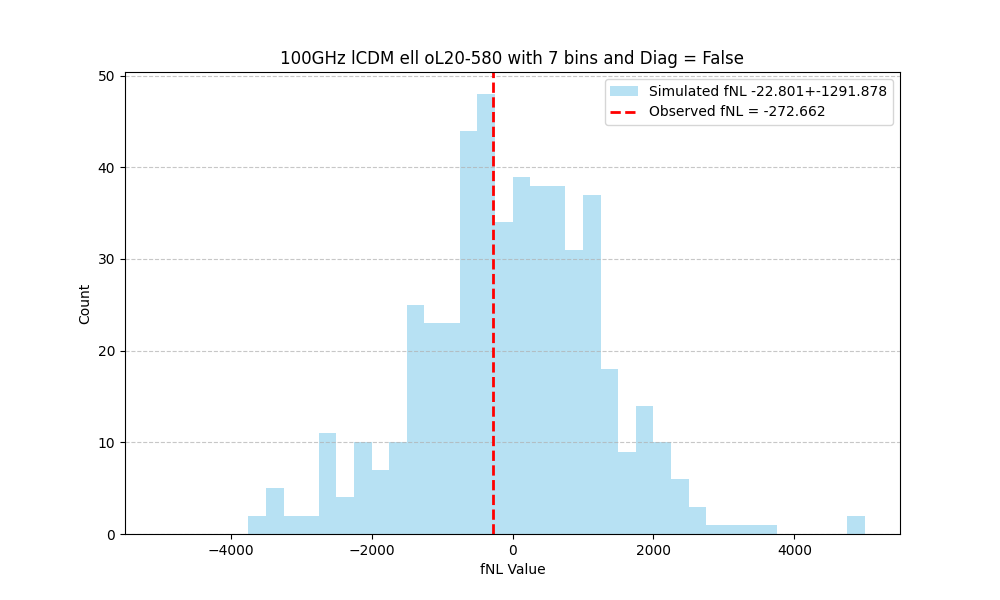 100GHz lCDM ell oL20-580 with 7 bins and Diag = False
Simulated fNL -22.801+-1291.878
Observed fNL = -272.662
50
40
30
20
10
0
Count
−4000
−2000
0
2000
4000
fNL Value